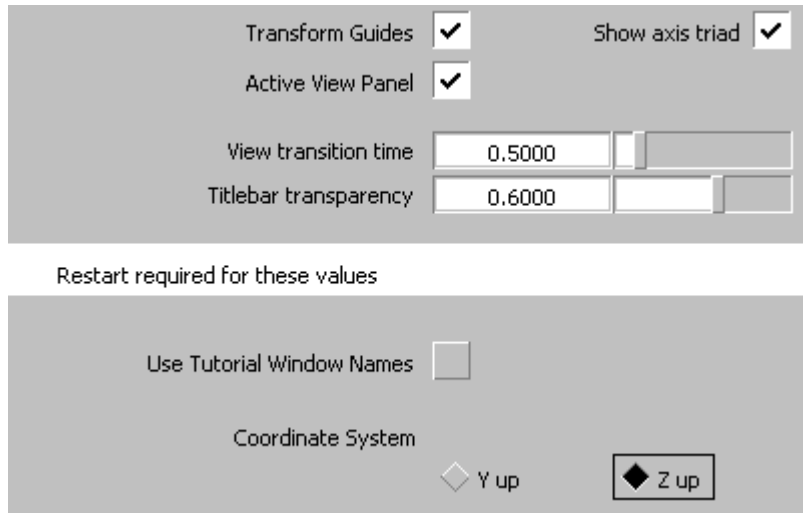 Transform Guides Show axis triad
Active View Panel
View transition time 0.5000
Titlebar transparency 0.6000
Restart required for these values
Use Tutorial Window Names
Coordinate System
Y up Z up